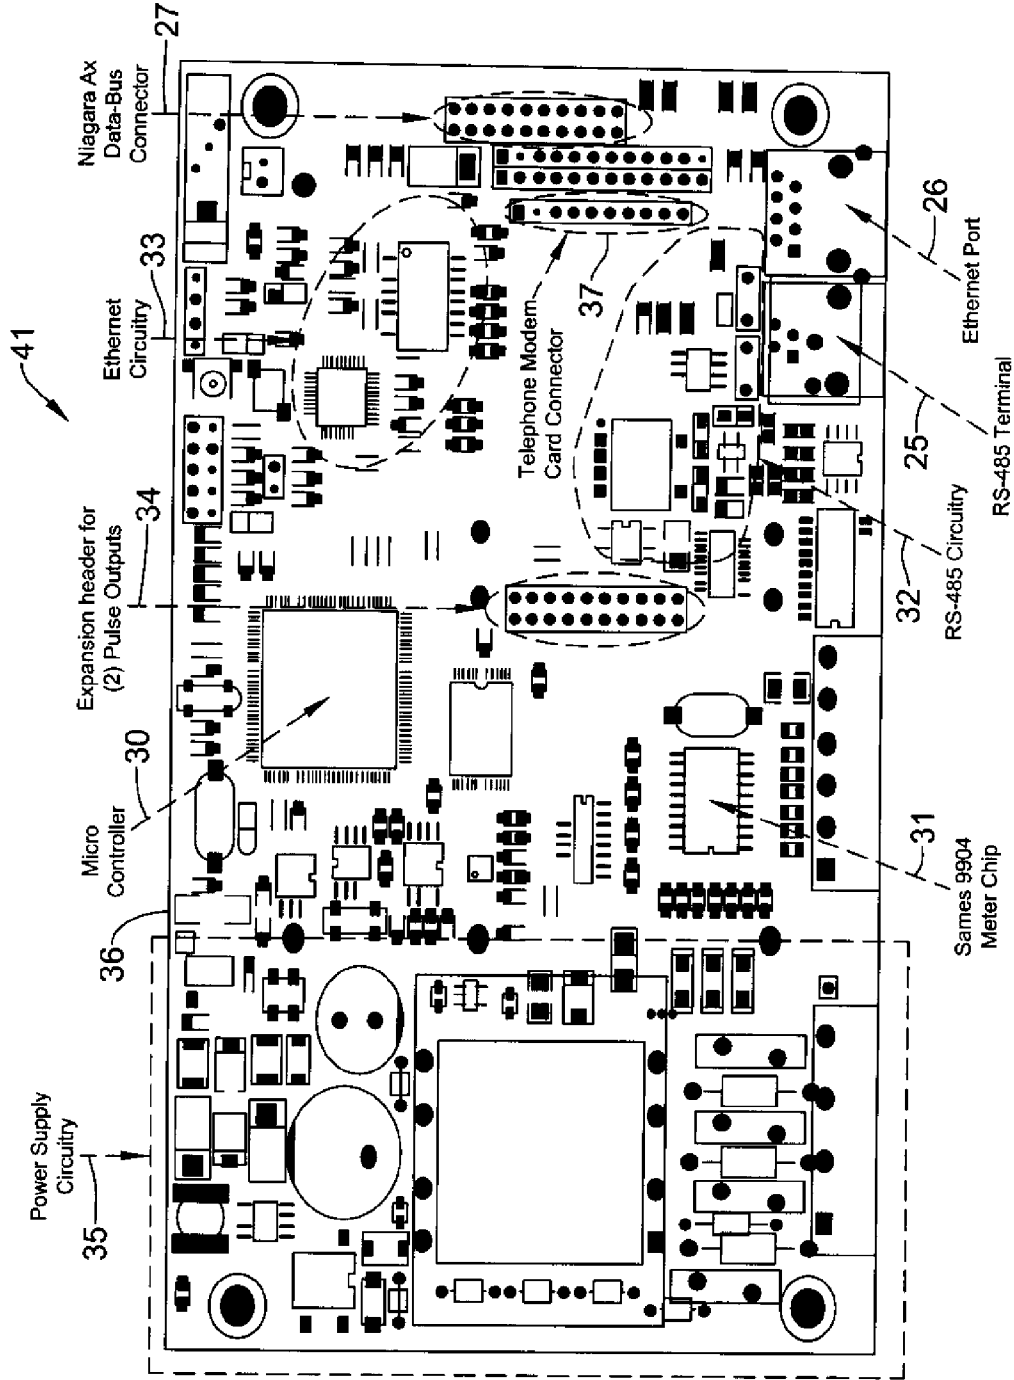 41
Power Supply
Circuitry
35
36
Micro
Controller
30
Expansion header for
(2) Pulse Outputs
34
Ethernet
Circuitry
33
Niagara Ax
Data-Bus
Connector
27
Telephone Modem
Card Connector
37
Sames 9904
Meter Chip
31
RS-485 Circuitry
32
RS-485 Terminal
25
Ethernet Port
26